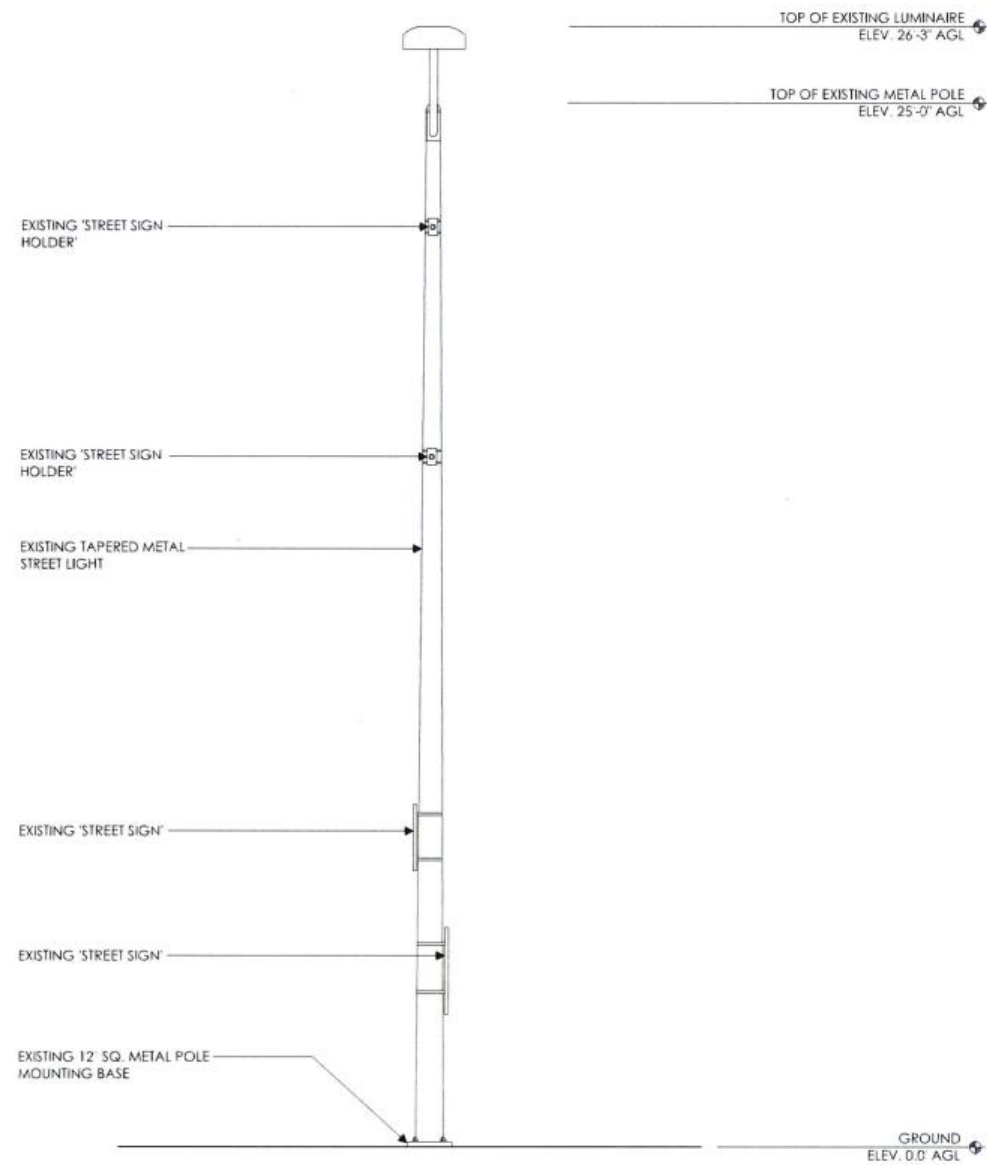 TOP OF EXISTING LUMINAIRE
ELEV. 26'-3" AGL
TOP OF EXISTING METAL POLE
ELEV. 25'-0" AGL
EXISTING 'STREET SIGN
HOLDER'
EXISTING 'STREET SIGN
HOLDER'
EXISTING TAPERED METAL
STREET LIGHT
EXISTING 'STREET SIGN'
EXISTING 'STREET SIGN'
EXISTING 12" SQ. METAL POLE
MOUNTING BASE
GROUND
ELEV. 0.0' AGL